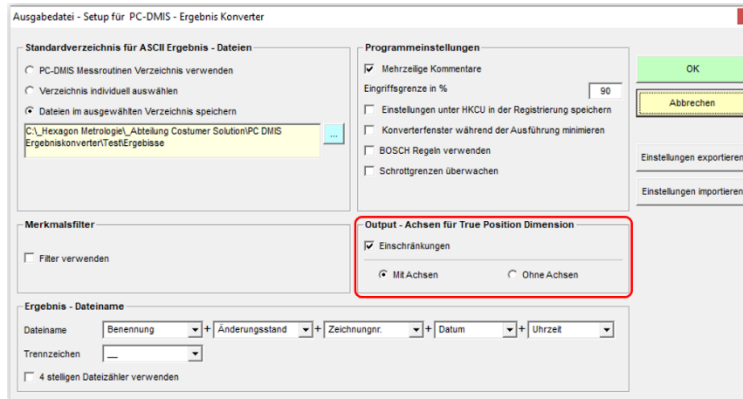 Ausgabedatei - Setup für PC-DMIS - Ergebnis Konverter
Standardverzeichnis für ASCII Ergebnis - Dateien
PC-DMIS Messroutinen Verzeichnis verwenden
Verzeichnis individuell auswählen
Dateien im ausgewählten Verzeichnis speichern
C:\_Hexagon Metrologie\_Abteilung Costumer Solution\PC DMIS
Ergebniskonverter\Test\Ergebisse
...
Programmeinstellungen
Mehrzeilige Kommentare
Eingriffsgrenze in % 90
Einstellungen unter HKCU in der Registrierung speichern
Konverterfenster während der Ausführung minimieren
BOSCH Regeln verwenden
Schrottgrenzen überwachen
OK
Abbrechen
Einstellungen exportieren
Einstellungen importieren
Merkmalsfilter
Filter verwenden
Output - Achsen für True Position Dimension
Einschränkungen
Mit Achsen Ohne Achsen
Ergebnis - Dateiname
Dateiname Benennung + Änderungsstand + Zeichnungnr. + Datum + Uhrzeit
Trennzeichen __
4 stelligen Dateizähler verwenden